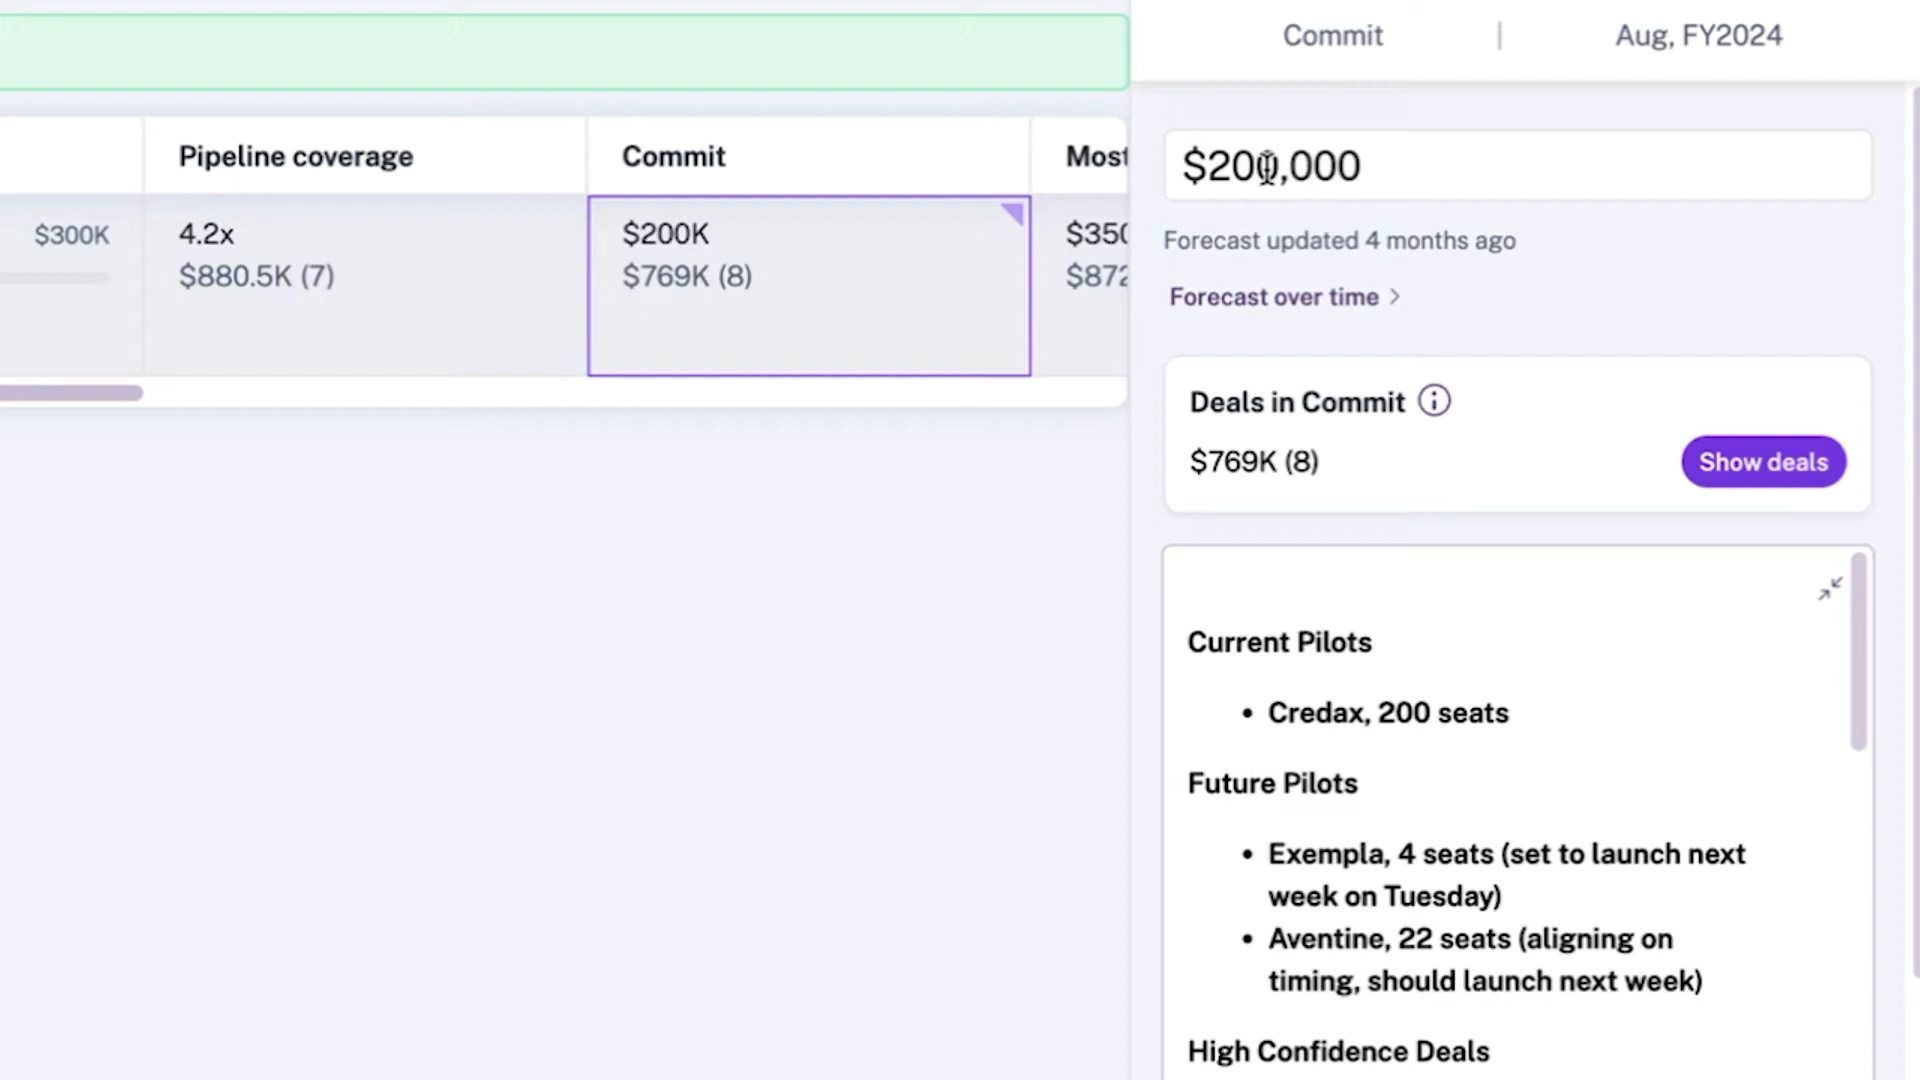 Commit | Aug, FY2024
Pipeline coverage Commit Most
$300K 4.2x $200K
$880.5K (7) $769K (8)
$200,000
Forecast updated 4 months ago
Forecast over time
Deals in Commit
$769K (8) Show deals
Current Pilots
• Credax, 200 seats
Future Pilots
• Exempla, 4 seats (set to launch next
week on Tuesday)
• Aventine, 22 seats (aligning on
timing, should launch next week)
High Confidence Deals